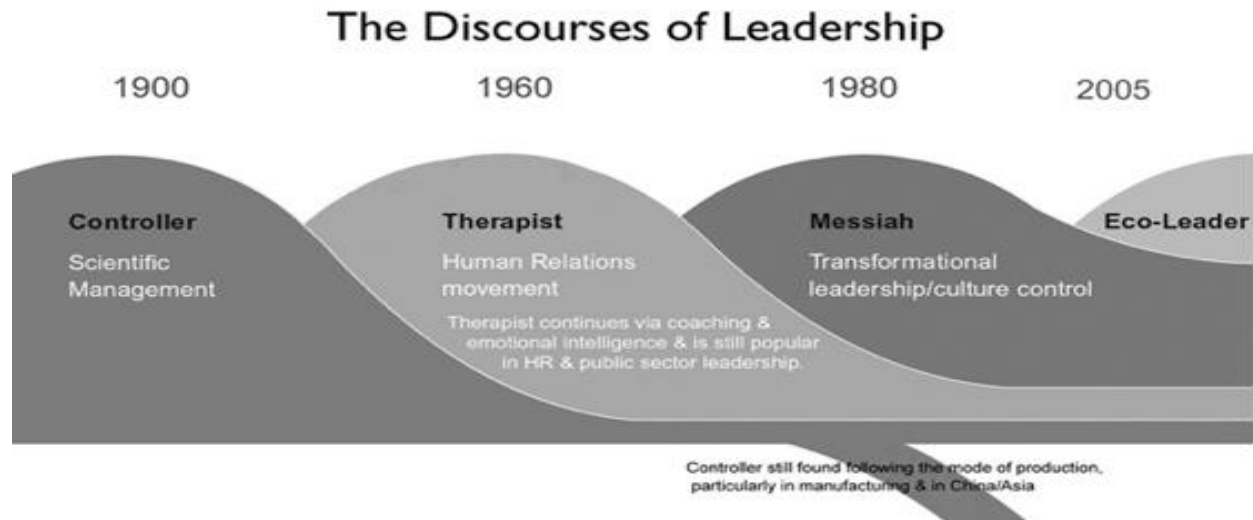 The Discourses of Leadership
1900 1960 1980 2005
Controller
Scientific
Management
Therapist
Human Relations
movement
Therapist continues via coaching &
emotional intelligence & is still popular
in HR & public sector leadership.
Messiah
Transformational
leadership/culture control
Eco-Leader
Controller still found following the mode of production,
particularly in manufacturing & in China/Asia